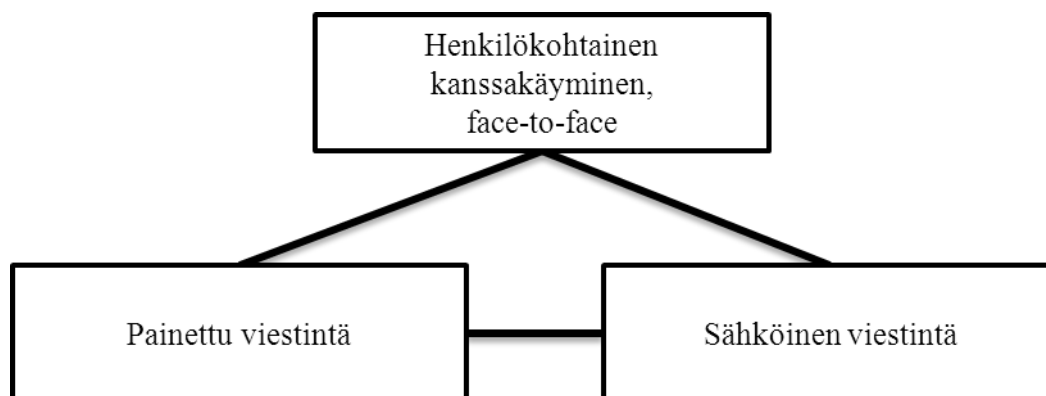 Henkilökohtainen
kanssakäyminen,
face-to-face
Painettu viestintä
Sähköinen viestintä